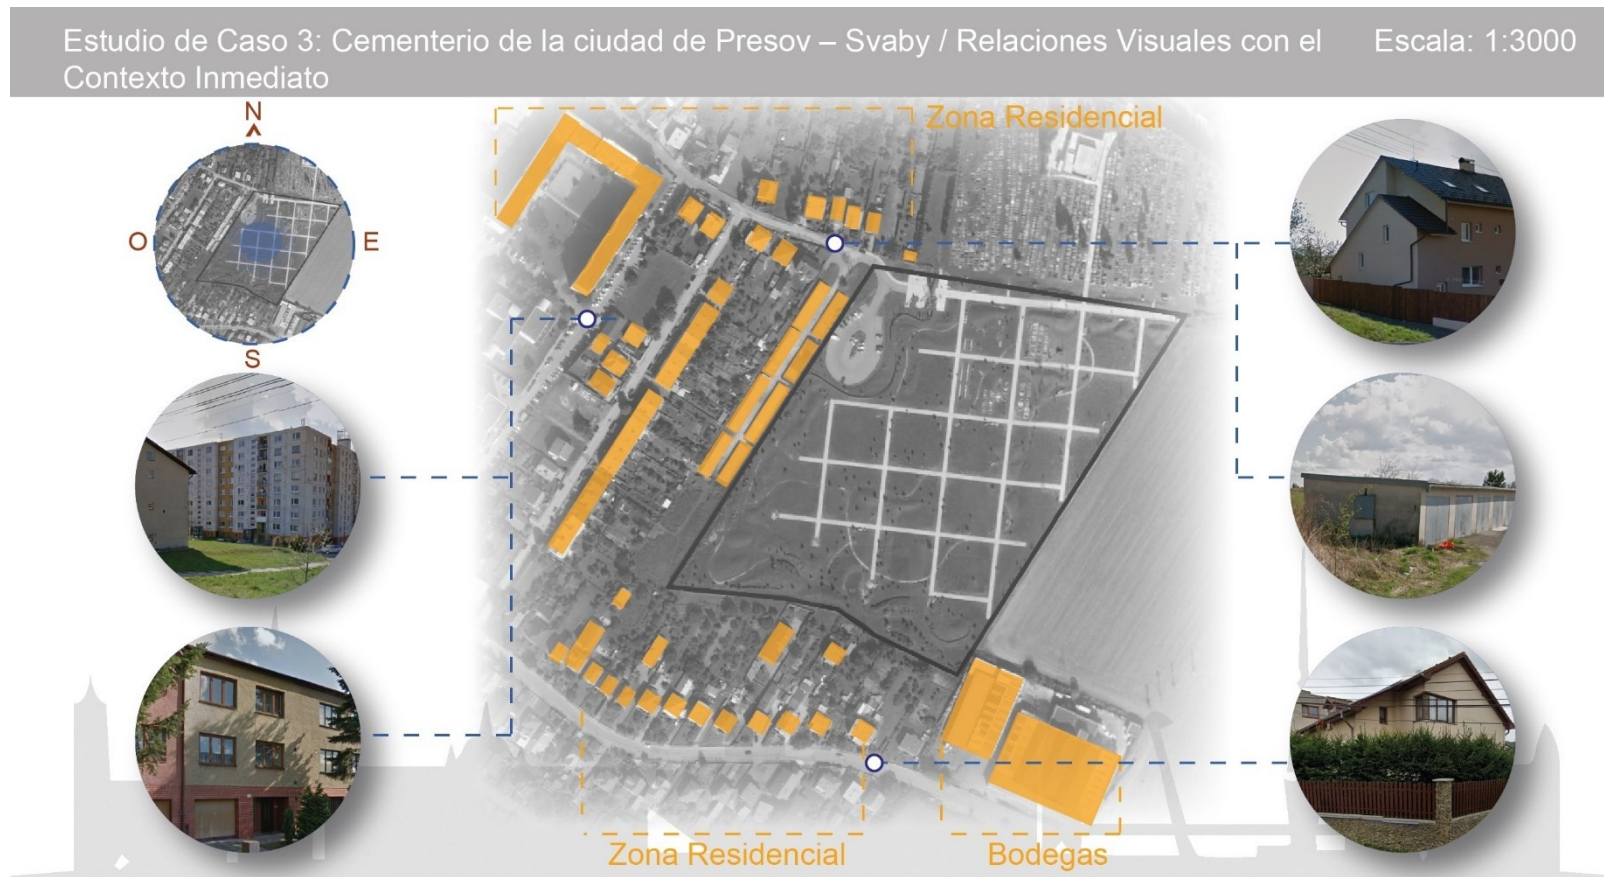 Estudio de Caso 3: Cementerio de la ciudad de Presov – Svaby / Relaciones Visuales con el
Contexto Inmediato
Escala: 1:3000
N
O
E
S
Zona Residencial
Zona Residencial
Bodegas